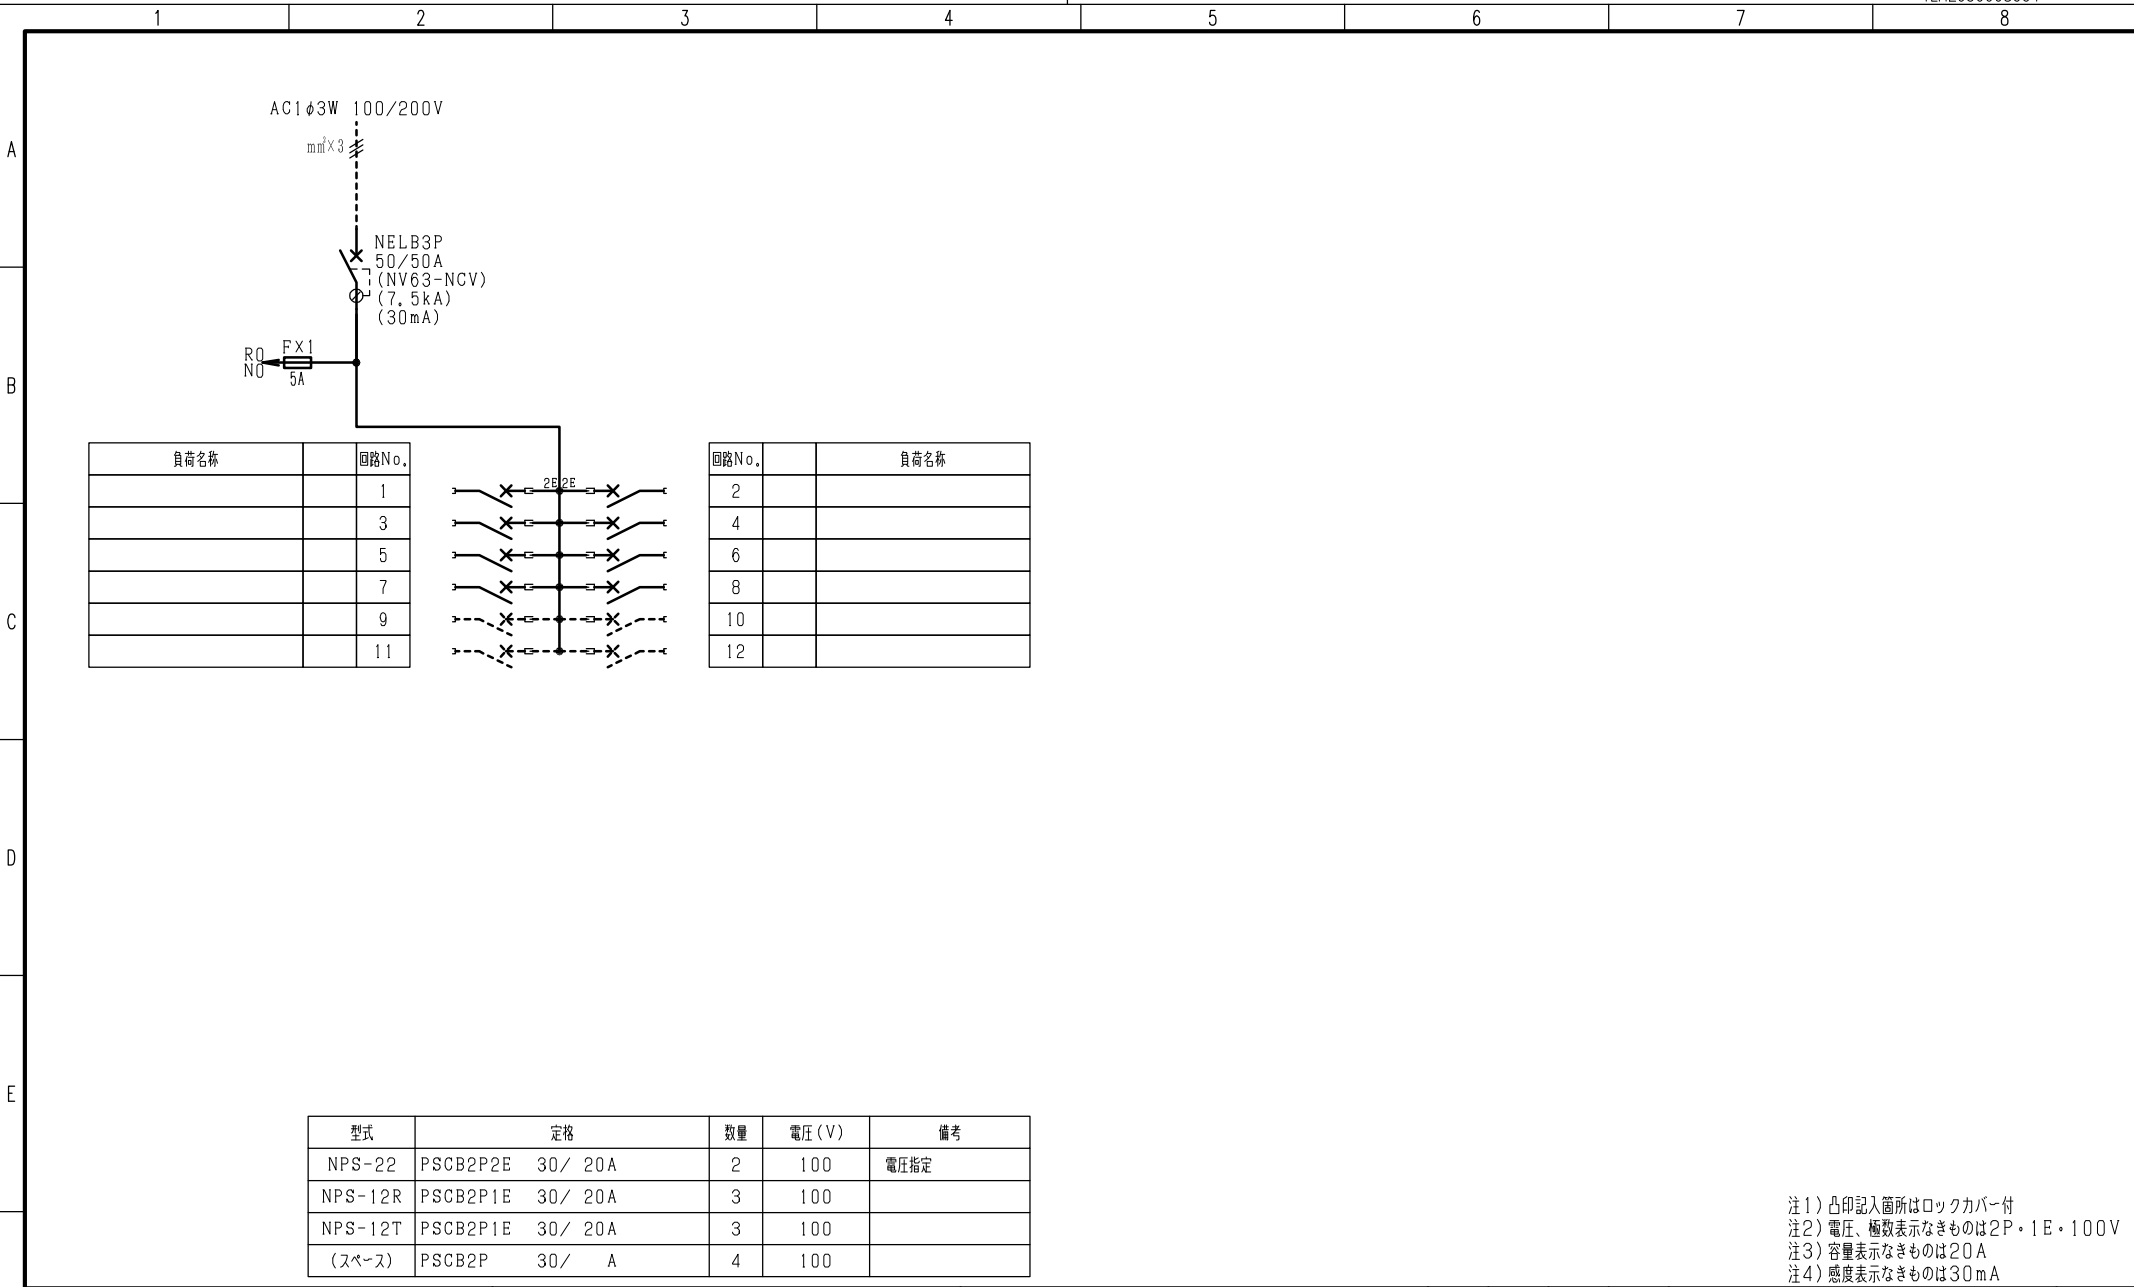 1 2 3 4 5 6 7 8
AC1φ3W 100/200V
A
mm²×3
NELB3P
50/50A
(NV63-NCV)
(7.5kA)
(30mA)
R0
N0
F×1
5A
B
負荷名称 回路No. 回路No. 負荷名称
1 2E 2E 2
3 4
5 6
7 8
C
9 10
11 12
D
E
型式 定格 数量 電圧(V) 備考
NPS-22 PSCB2P2E 30/ 20A 2 100 電圧指定
NPS-12R PSCB2P1E 30/ 20A 3 100
NPS-12T PSCB2P1E 30/ 20A 3 100
(スペース) PSCB2P 30/ A 4 100
注1)凸印記入箇所はロックカバー付
注2)電圧、極数表示なきものは2P・1E・100V
注3)容量表示なきものは20A
注4)感度表示なきものは30mA